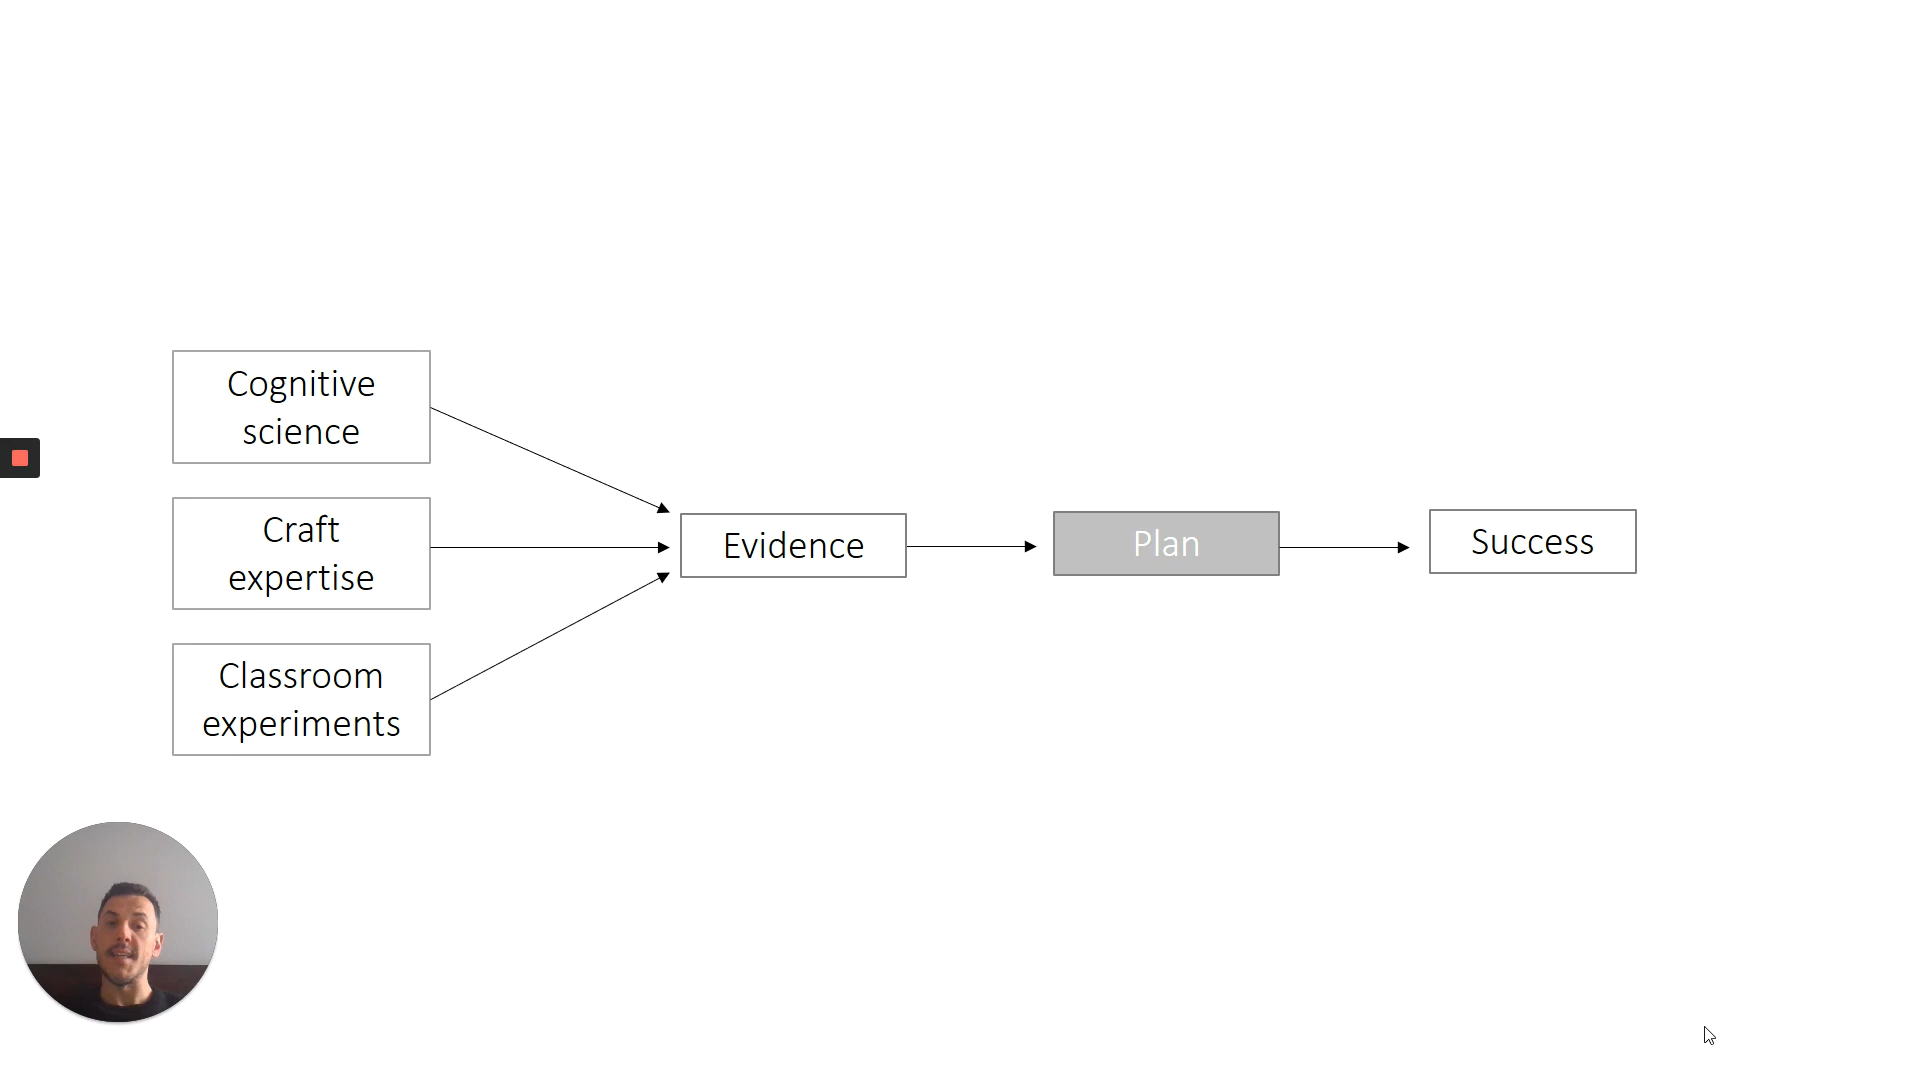 Cognitive
science
Craft
expertise
Classroom
experiments
Evidence
Plan
Success